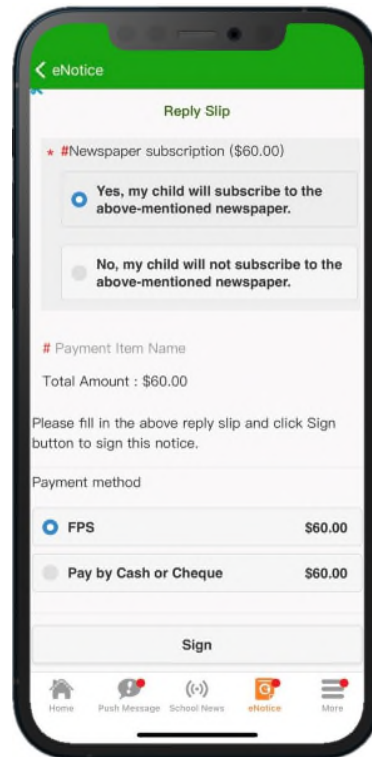 eNotice
Reply Slip
* #Newspaper subscription ($60.00)
Yes, my child will subscribe to the
above-mentioned newspaper.
No, my child will not subscribe to the
above-mentioned newspaper.
# Payment Item Name
Total Amount : $60.00
Please fill in the above reply slip and click Sign
button to sign this notice.
Payment method
FPS $60.00
Pay by Cash or Cheque $60.00
Sign
Home Push Message School News eNotice More